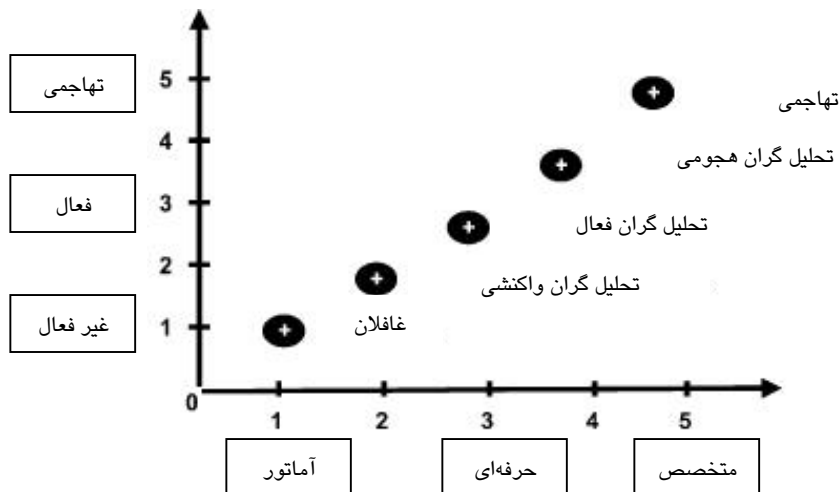 تهاجمی
فعال
غیر فعال
5
4
3
2
1
0
تهاجمی
تحلیل گران هجومی
تحلیل گران فعال
تحلیل گران واکنشی
غافلان
1 2 3 4 5
آماتور
حرفه‌ای
متخصص